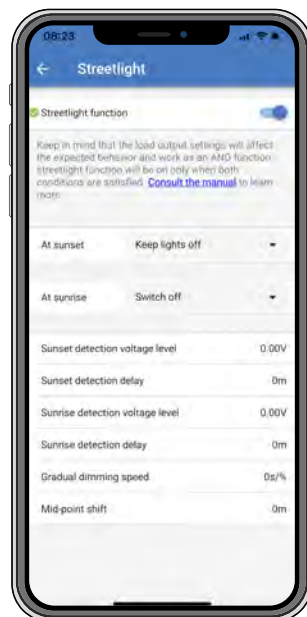 08:23
Streetlight
Streetlight function
Keep in mind that the load output settings will affect
the expected behavior and work as an AND function
streetlight function will be on only when both
conditions are satisfied. Consult the manual to learn
more
At sunset Keep lights off
At sunrise Switch off
Sunset detection voltage level 0.00V
Sunset detection delay 0m
Sunrise detection voltage level 0.00V
Sunrise detection delay 0m
Gradual dimming speed 0s/%
Mid-point shift 0m